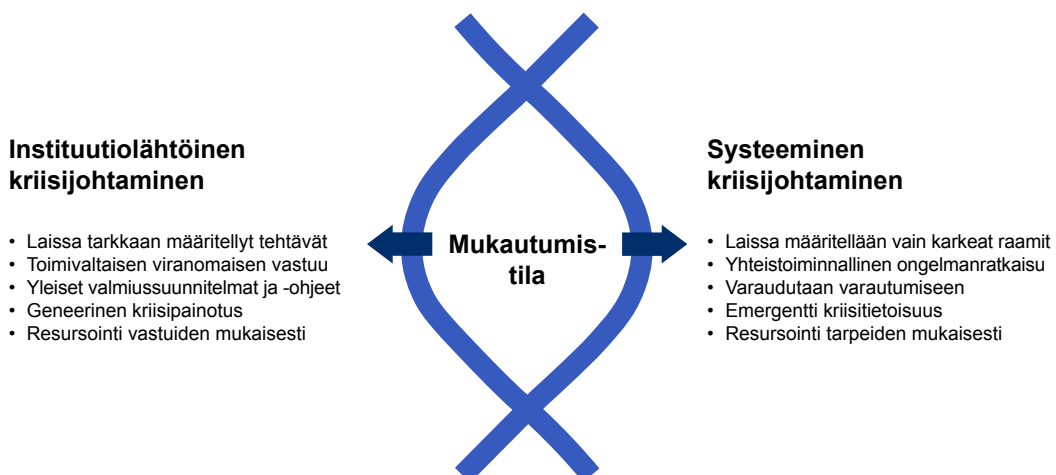 Instituutiolähtöinen
kriisijohtaminen
• Laissa tarkkaan määritellyt tehtävät
• Toimivaltaisen viranomaisen vastuu
• Yleiset valmiussuunnitelmat ja -ohjeet
• Geneerinen kriisipainotus
• Resursointi vastuiden mukaisesti
Mukautumis-
tila
Systeeminen
kriisijohtaminen
• Laissa määritellään vain karkeat raamit
• Yhteistoiminnallinen ongelmanratkaisu
• Varaudutaan varautumiseen
• Emergentti kriisitietoisuus
• Resursointi tarpeiden mukaisesti